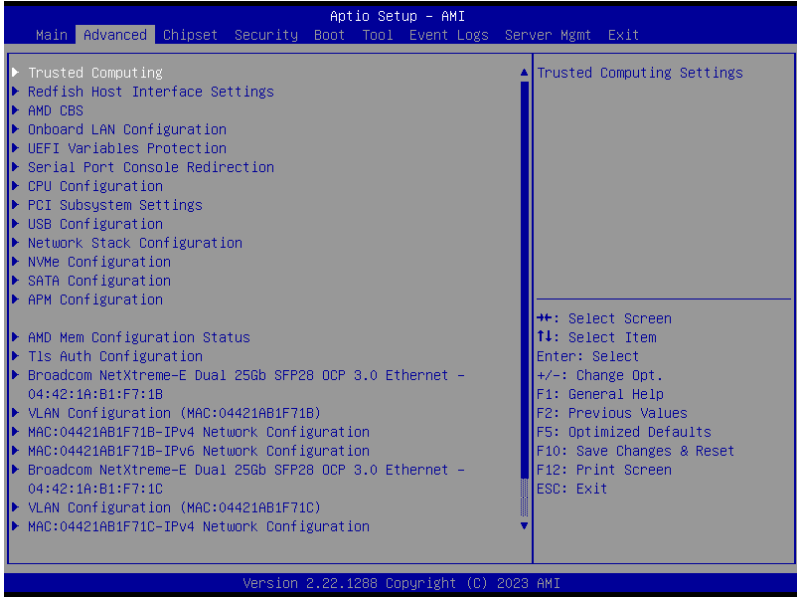 Aptio Setup – AMI
Main Advanced Chipset Security Boot Tool Event Logs Server Mgmt Exit
Trusted Computing
Redfish Host Interface Settings
AMD CBS
Onboard LAN Configuration
UEFI Variables Protection
Serial Port Console Redirection
CPU Configuration
PCI Subsystem Settings
USB Configuration
Network Stack Configuration
NVMe Configuration
SATA Configuration
APM Configuration
AMD Mem Configuration Status
Tls Auth Configuration
Broadcom NetXtreme-E Dual 25Gb SFP28 OCP 3.0 Ethernet –
04:42:1A:B1:F7:1B
VLAN Configuration (MAC:04421AB1F71B)
MAC:04421AB1F71B-IPv4 Network Configuration
MAC:04421AB1F71B-IPv6 Network Configuration
Broadcom NetXtreme-E Dual 25Gb SFP28 OCP 3.0 Ethernet –
04:42:1A:B1:F7:1C
VLAN Configuration (MAC:04421AB1F71C)
MAC:04421AB1F71C-IPv4 Network Configuration
Trusted Computing Settings
→←: Select Screen
↑↓: Select Item
Enter: Select
+/-: Change Opt.
F1: General Help
F2: Previous Values
F5: Optimized Defaults
F10: Save Changes & Reset
F12: Print Screen
ESC: Exit
Version 2.22.1288 Copyright (C) 2023 AMI